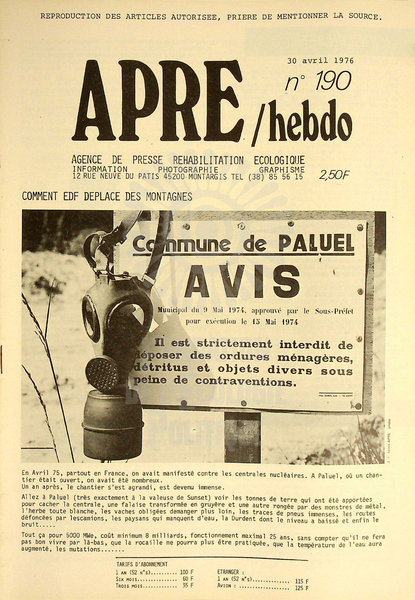 REPRODUCTION DES ARTICLES AUTORISEE, PRIERE DE MENTIONNER LA SOURCE.
30 avril 1976
n° 190
APRE/hebdo
AGENCE DE PRESSE REHABILITATION ECOLOGIQUE
INFORMATION PHOTOGRAPHIE GRAPHISME
12 RUE NEUVE DU PATIS 45200 MONTARGIS TEL (38) 85 56 15
2,50F
COMMENT EDF DEPLACE DES MONTAGNES
Commune de PALUEL
AVIS
Municipal du 9 Mai 1974, approuvé par le Sous-Préfet
pour exécution le 15 Mai 1974
Il est strictement interdit de
déposer des ordures ménagères,
détritus et objets divers sous
peine de contraventions.
En Avril 75, partout en France, on avait manifesté contre les centrales nucléaires. A Paluel, où un chan-
tier était ouvert, on avait été nombreux.
Un an après, le chantier s'est agrandi, est devenu immense.
Allez à Paluel (très exactement à la valeuse de Sunset) voir les tonnes de terre qui ont été apportées
pour cacher la centrale, une falaise transformée en gruyère et une autre rongée par des monstres de métal,
l'herbe toute blanche, les vaches obligées demanger plus loin, les traces de pneus immenses, les routes
défoncées par lescamions, les paysans qui manquent d'eau, la Durdent dont le niveau a baissé et enfin le
bruit.....
Tout ça pour 5000 MWe, coût minimum 8 milliards, fonctionnement maximal 25 ans, sans compter qu'il ne fera
pas bon vivre par là-bas, que la rocaille ne pourra plus être pratiquée, que la température de l'eau aura
augmenté, les mutations.......
TARIFS D'ABONNEMENT
1 AN (52 n°s)..... 100 F
SIX MOIS........... 60 F
TROIS MOIS......... 35 F
ETRANGER :
1 AN (52 n°s)............ 115 F
AVION : ................ 125 F